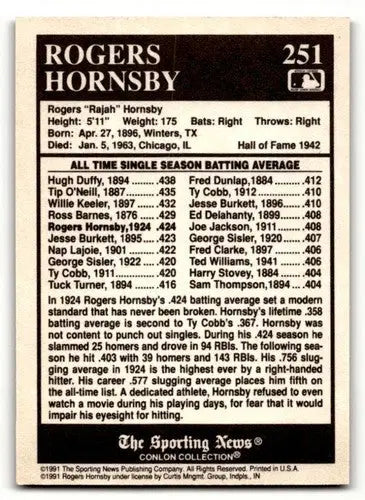 ROGERS
HORNSBY
251
Rogers "Rajah" Hornsby
Height: 5'11" Weight: 175 Bats: Right Throws: Right
Born: Apr. 27, 1896, Winters, TX
Died: Jan. 5, 1963, Chicago, IL Hall of Fame 1942
ALL TIME SINGLE SEASON BATTING AVERAGE
Hugh Duffy, 1894 ...... .438
Tip O'Neill, 1887 ....... .435
Willie Keeler, 1897 .... .432
Ross Barnes, 1876 ... .429
Rogers Hornsby,1924 .424
Jesse Burkett, 1895 ... .423
Nap Lajoie, 1901 ....... .422
George Sisler, 1922 .. .420
Ty Cobb, 1911 ........... .420
Tuck Turner, 1894 ..... .416
Fred Dunlap,1884 ..... .412
Ty Cobb, 1912 .......... .410
Jesse Burkett, 1896... .410
Ed Delahanty, 1899... .408
Joe Jackson, 1911 .... .408
George Sisler, 1920 .. .407
Fred Clarke, 1897 ..... .406
Ted Williams, 1941 .... .406
Harry Stovey, 1884 .... .404
Sam Thompson,1894 .404
In 1924 Rogers Hornsby's .424 batting average set a modern
standard that has never been broken. Hornsby's lifetime .358
batting average is second to Ty Cobb's .367. Hornsby was
not content to punch out singles. During his .424 season he
slammed 25 homers and drove in 94 RBIs. The following sea-
son he hit .403 with 39 homers and 143 RBIs. His .756 slug-
ging average in 1924 is the highest ever by a right-handed
hitter. His career .577 slugging average places him fifth on
the all-time list. A dedicated athlete, Hornsby refused to even
watch a movie during his playing days, for fear that it would
impair his eyesight for hitting.
The Sporting News®
CONLON COLLECTION®
©1991 The Sporting News Publishing Company. All Rights Reserved. Printed in U.S.A.
©1991 Rogers Hornsby under license by Curtis Mngmt. Group, Indpls., IN